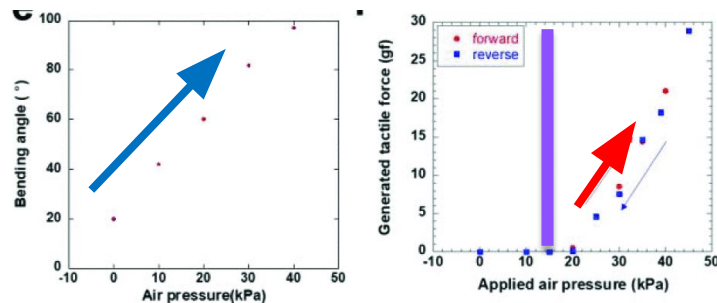 e
Bending angle ( °)
100
80
60
40
20
0
-10 0 10 20 30 40 50
Air pressure(kPa)
Generated tactile force (gf)
forward
reverse
30
25
20
15
10
5
0
-10 0 10 20 30 40 50
Applied air pressure (kPa)